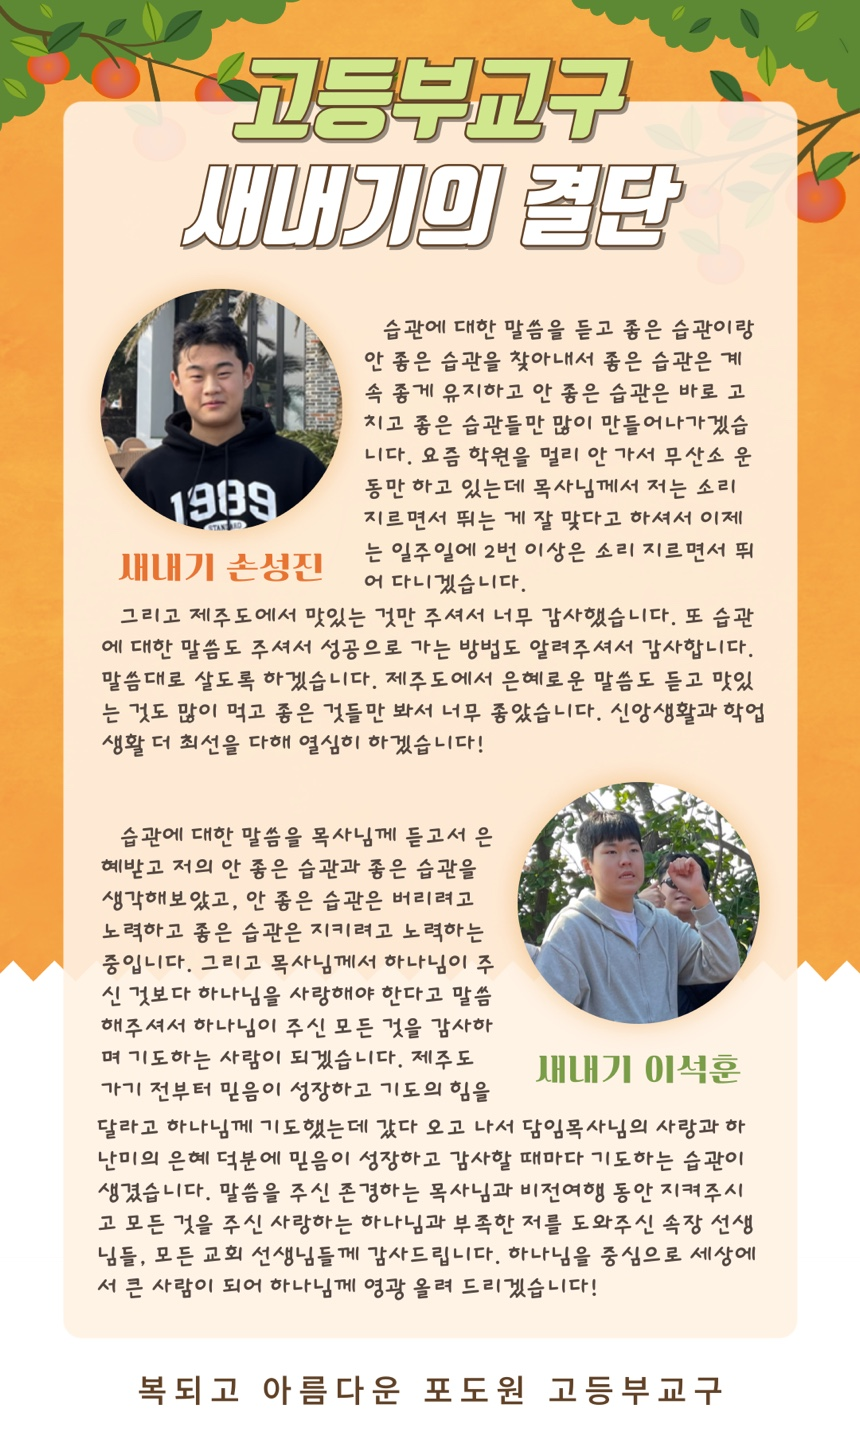 고등부교구
새내기의 결단
습관에 대한 말씀을 듣고 좋은 습관이랑
안 좋은 습관을 찾아내서 좋은 습관은 계
속 좋게 유지하고 안 좋은 습관은 바로 고
치고 좋은 습관들만 많이 만들어나가겠습
니다. 요즘 학원을 멀리 안 가서 무산소 운
동만 하고 있는데 목사님께서 저는 소리
지르면서 뛰는 게 잘 맞다고 하셔서 이제
는 일주일에 2번 이상은 소리 지르면서 뛰
어 다니겠습니다.
1989
STANDARD
새내기 손성진
그리고 제주도에서 맛있는 것만 주셔서 너무 감사했습니다. 또 습관
에 대한 말씀도 주셔서 성공으로 가는 방법도 알려주셔서 감사합니다.
말씀대로 살도록 하겠습니다. 제주도에서 은혜로운 말씀도 듣고 맛있
는 것도 많이 먹고 좋은 것들만 봐서 너무 좋았습니다. 신앙생활과 학업
생활 더 최선을 다해 열심히 하겠습니다!
습관에 대한 말씀을 목사님께 듣고서 은
혜받고 저의 안 좋은 습관과 좋은 습관을
생각해보았고, 안 좋은 습관은 버리려고
노력하고 좋은 습관은 지키려고 노력하는
중입니다. 그리고 목사님께서 하나님이 주
신 것보다 하나님을 사랑해야 한다고 말씀
해주셔서 하나님이 주신 모든 것을 감사하
며 기도하는 사람이 되겠습니다. 제주도
가기 전부터 믿음이 성장하고 기도의 힘을
새내기 이석훈
달라고 하나님께 기도했는데 갔다 오고 나서 담임목사님의 사랑과 하
난미의 은혜 덕분에 믿음이 성장하고 감사할 때마다 기도하는 습관이
생겼습니다. 말씀을 주신 존경하는 목사님과 비전여행 동안 지켜주시
고 모든 것을 주신 사랑하는 하나님과 부족한 저를 도와주신 속장 선생
님들, 모든 교회 선생님들께 감사드립니다. 하나님을 중심으로 세상에
서 큰 사람이 되어 하나님께 영광 올려 드리겠습니다!
복되고 아름다운 포도원 고등부교구